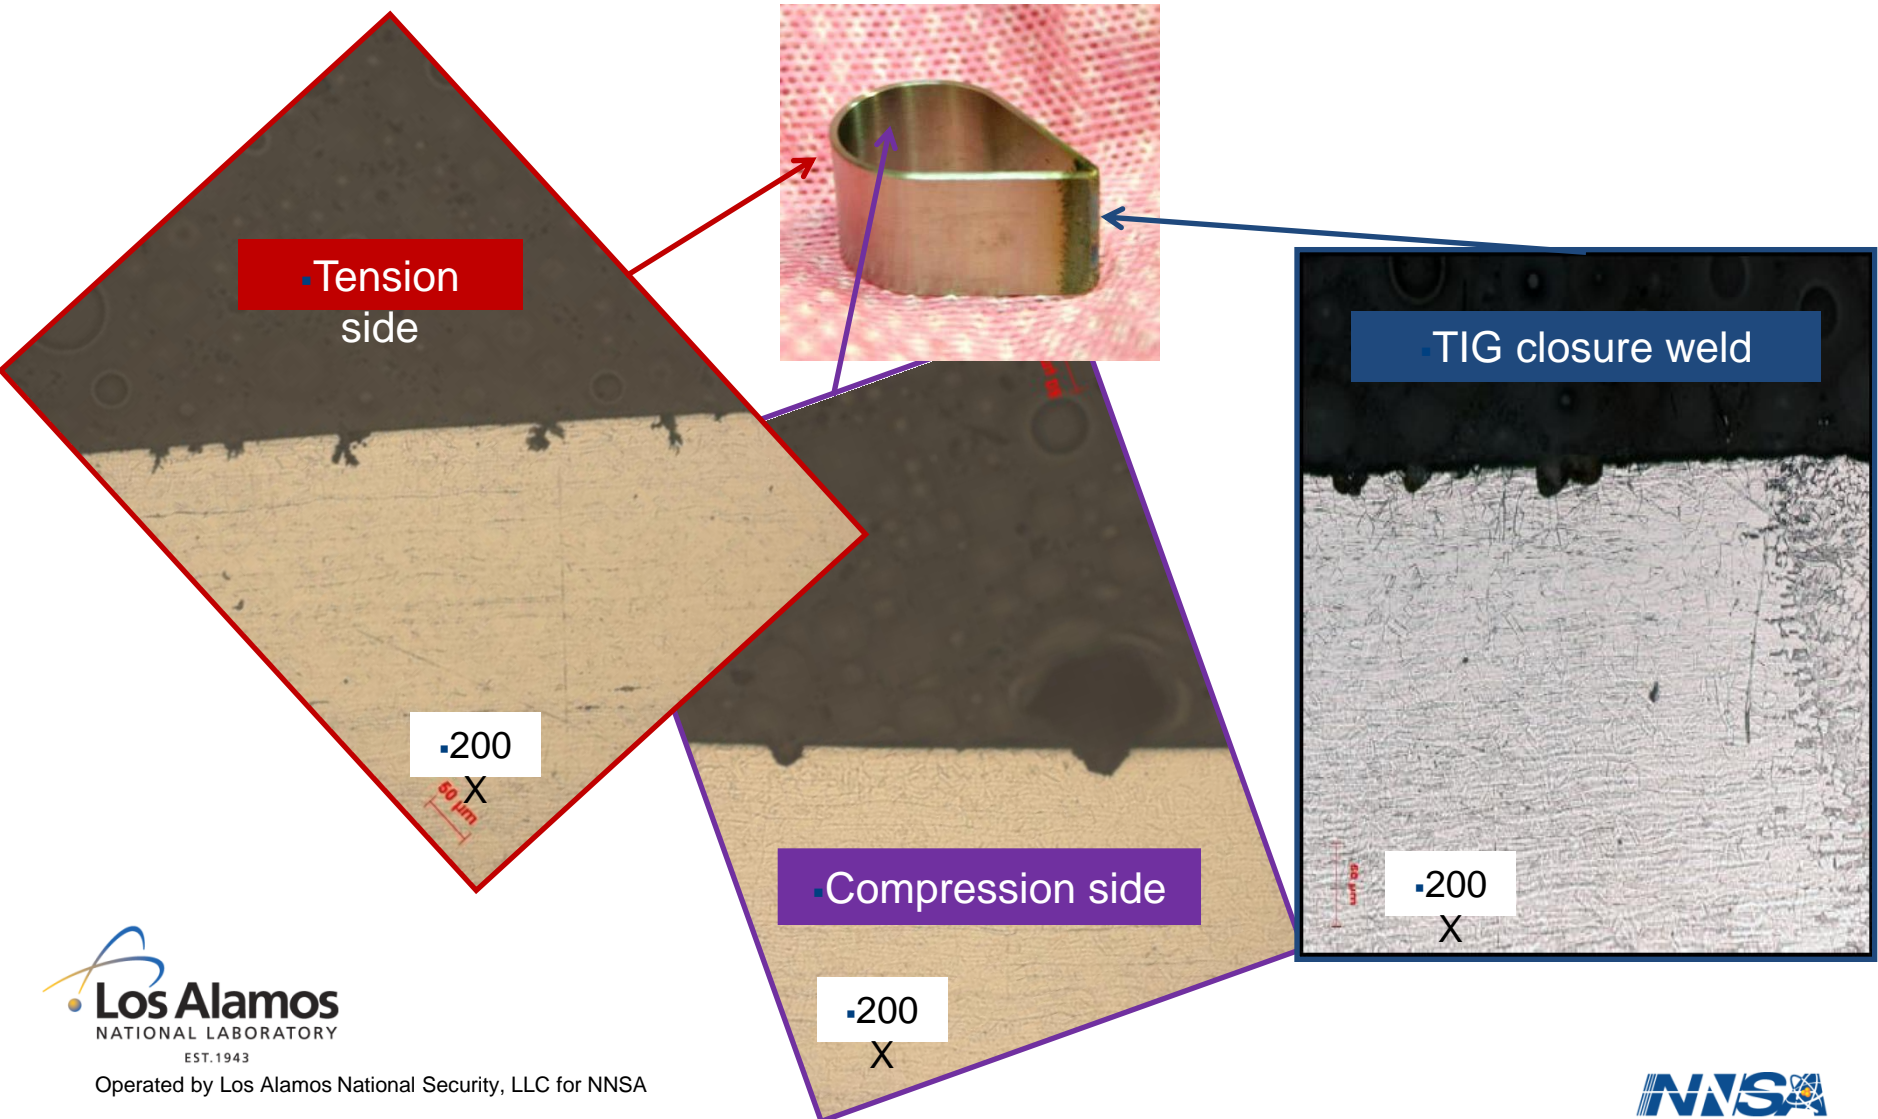 ▪Tension
side
▪TIG closure weld
▪200
X
50 µm
▪Compression side
▪200
X
▪200
X
Los Alamos
NATIONAL LABORATORY
EST.1943
Operated by Los Alamos National Security, LLC for NNSA
NNSA